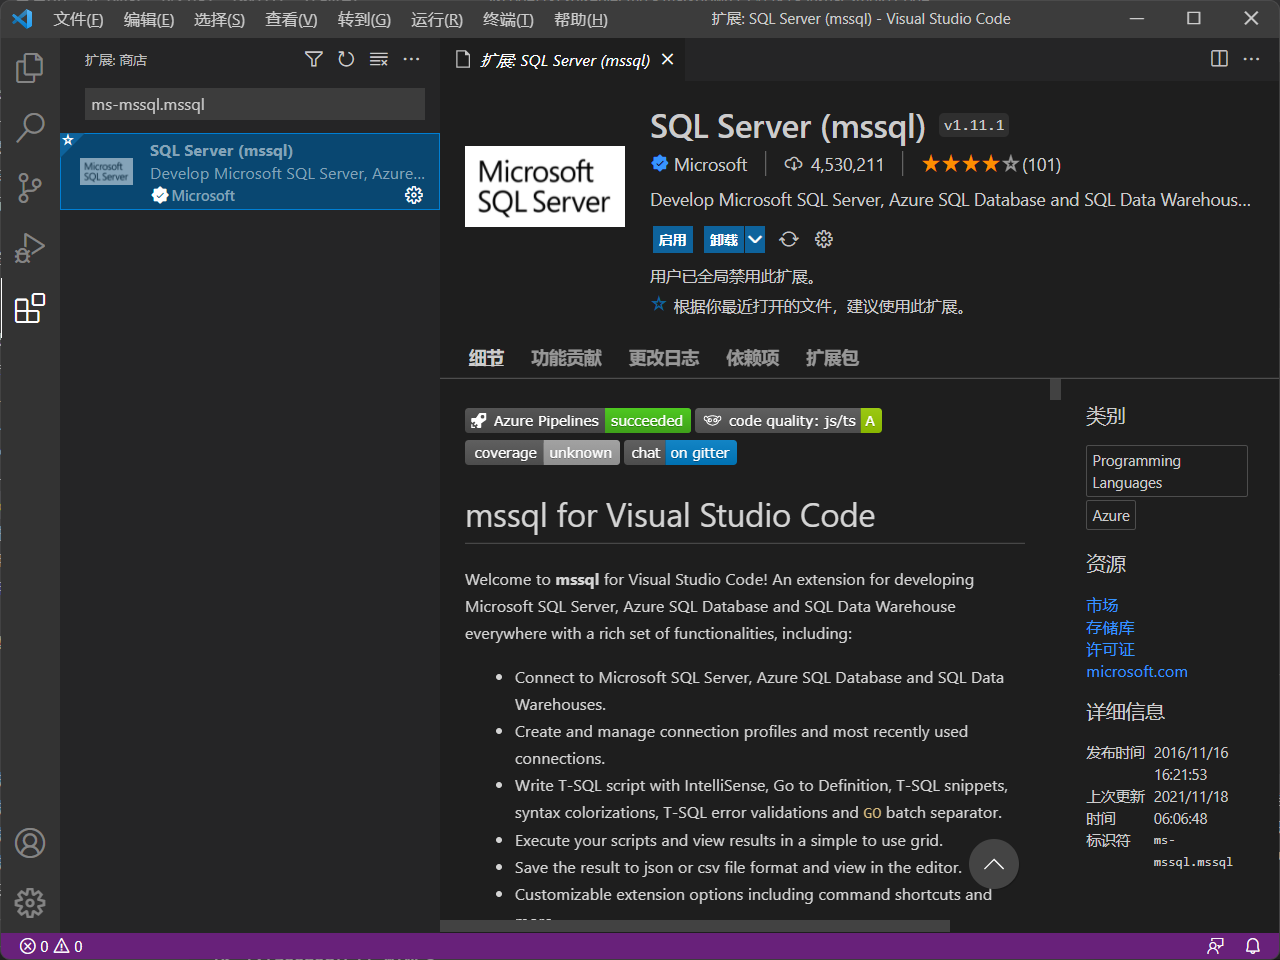 文件(F) 编辑(E) 选择(S) 查看(V) 转到(G) 运行(R) 终端(T) 帮助(H) 扩展: SQL Server (mssql) - Visual Studio Code
扩展: 商店
ms-mssql.mssql
Microsoft SQL Server
SQL Server (mssql)
Develop Microsoft SQL Server, Azure...
Microsoft
扩展: SQL Server (mssql)
Microsoft
SQL Server
SQL Server (mssql) v1.11.1
Microsoft 4,530,211 (101)
Develop Microsoft SQL Server, Azure SQL Database and SQL Data Warehous...
启用 卸载
用户已全局禁用此扩展。
根据你最近打开的文件，建议使用此扩展。
细节 功能贡献 更改日志 依赖项 扩展包
Azure Pipelines succeeded code quality: js/ts A
coverage unknown chat on gitter
mssql for Visual Studio Code
Welcome to mssql for Visual Studio Code! An extension for developing
Microsoft SQL Server, Azure SQL Database and SQL Data Warehouse
everywhere with a rich set of functionalities, including:
• Connect to Microsoft SQL Server, Azure SQL Database and SQL Data
Warehouses.
• Create and manage connection profiles and most recently used
connections.
• Write T-SQL script with IntelliSense, Go to Definition, T-SQL snippets,
syntax colorizations, T-SQL error validations and GO batch separator.
• Execute your scripts and view results in a simple to use grid.
• Save the result to json or csv file format and view in the editor.
• Customizable extension options including command shortcuts and
类别
Programming
Languages
Azure
资源
市场
存储库
许可证
microsoft.com
详细信息
发布时间 2016/11/16
16:21:53
上次更新 2021/11/18
时间 06:06:48
标识符 ms-
mssql.mssql
0 0